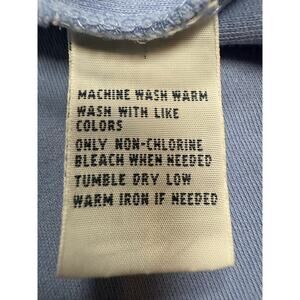 MACHINE WASH WARM
WASH WITH LIKE
COLORS
ONLY NON-CHLORINE
BLEACH WHEN NEEDED
TUMBLE DRY LOW
WARM IRON IF NEEDED